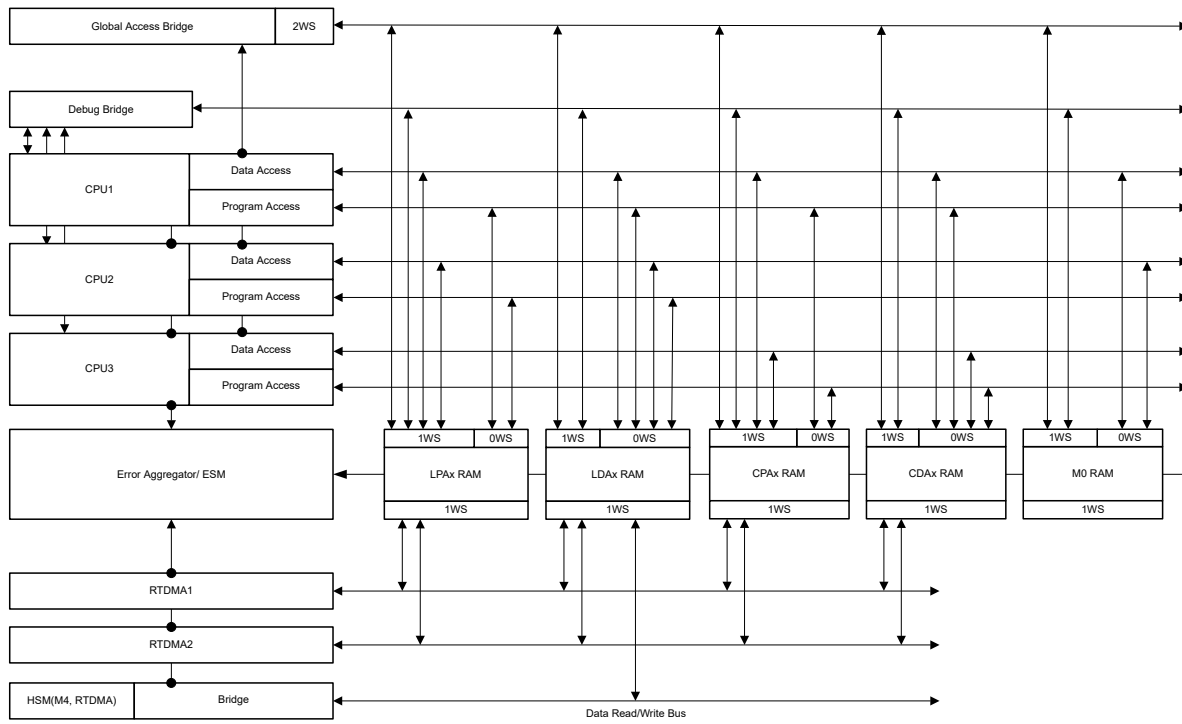 Global Access Bridge
2WS
Debug Bridge
CPU1
Data Access
Program Access
CPU2
Data Access
Program Access
CPU3
Data Access
Program Access
Error Aggregator/ ESM
1WS
0WS
LPAx RAM
1WS
1WS
0WS
LDAx RAM
1WS
1WS
0WS
CPAx RAM
1WS
1WS
0WS
CDAx RAM
1WS
1WS
0WS
M0 RAM
1WS
RTDMA1
RTDMA2
HSM(M4, RTDMA)
Bridge
Data Read/Write Bus